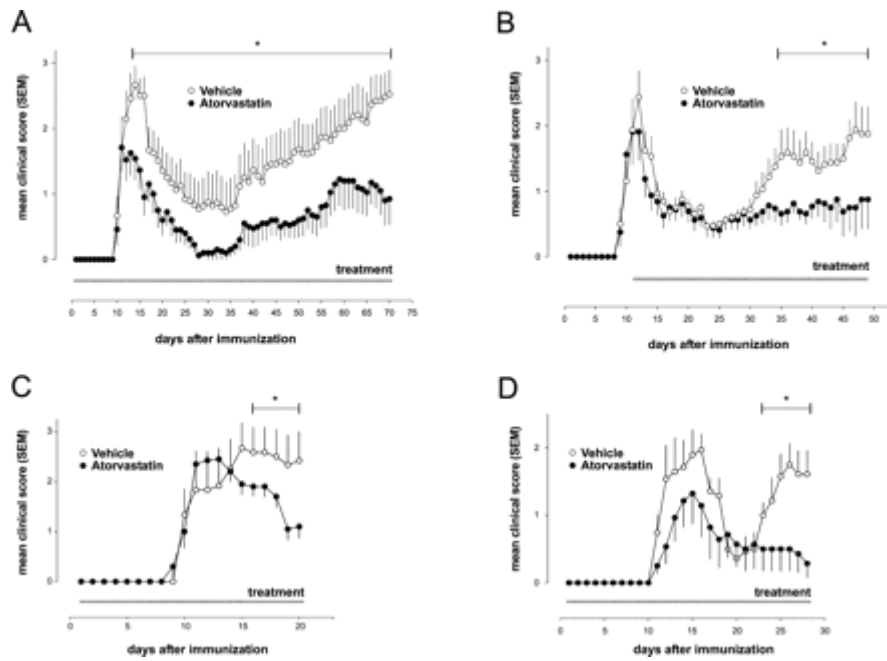 A
*
mean clinical score (SEM)
3
2
1
0
Vehicle
Atorvastatin
treatment
0 5 10 15 20 25 30 35 40 45 50 55 60 65 70 75
days after immunization
B
*
mean clinical score (SEM)
3
2
1
0
Vehicle
Atorvastatin
treatment
0 5 10 15 20 25 30 35 40 45 50
days after immunization
C
*
mean clinical score (SEM)
3
2
1
0
Vehicle
Atorvastatin
treatment
0 5 10 15 20
days after immunization
D
*
mean clinical score (SEM)
2
1
0
Vehicle
Atorvastatin
treatment
0 5 10 15 20 25 30
days after immunization